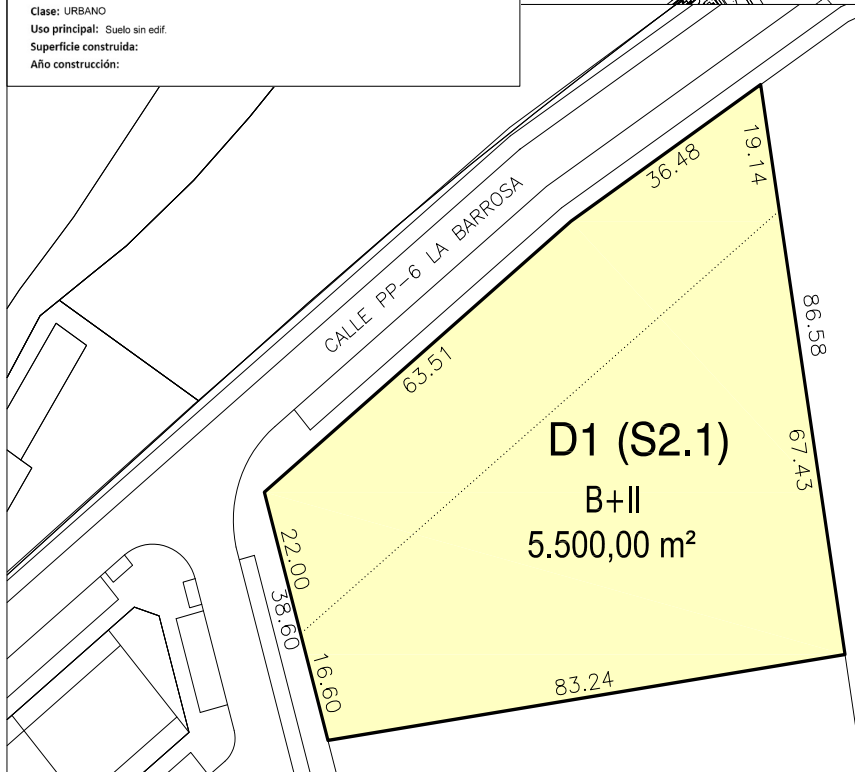 Clase: URBANO
Uso principal: Suelo sin edif.
Superficie construida:
Año construcción:
CALLE PP-6 LA BARROSA
36.48
19.14
86.58
63.51
67.43
D1 (S2.1)
B+II
5.500,00 m²
22.00
38.60
16.60
83.24